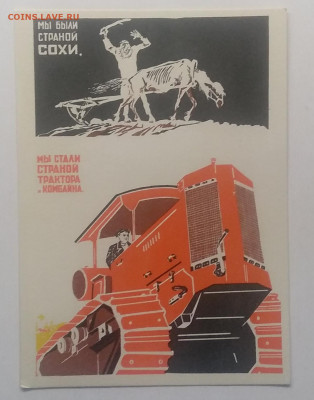 COINS.LAVE.RU
МЫ БЫЛИ
СТРАНОЙ
СОХИ.
МЫ СТАЛИ
СТРАНОЙ
ТРАКТОРА
и КОМБАЙНА.